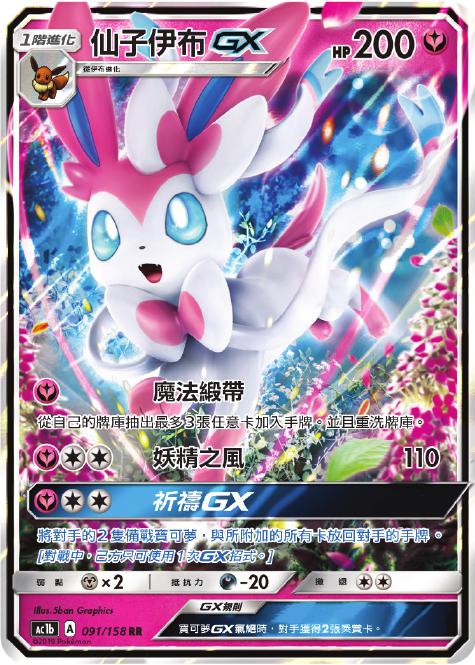 1階進化 仙子伊布GX HP200
從伊布進化
魔法緞帶
從自己的牌庫抽出最多3張任意卡加入手牌。並且重洗牌庫。
妖精之風 110
祈禱GX
將對手的2隻備戰寶可夢,與所附加的所有卡放回對手的手牌。
[對戰中,己方只可使用1次GX招式。]
弱點 ×2 抵抗力 -20 撤退
Illus.5ban Graphics
GX規則
AC1b A 091/158 RR
寶可夢GX氣絕時,對手獲得2張獎賞卡。
©2019 Pokémon